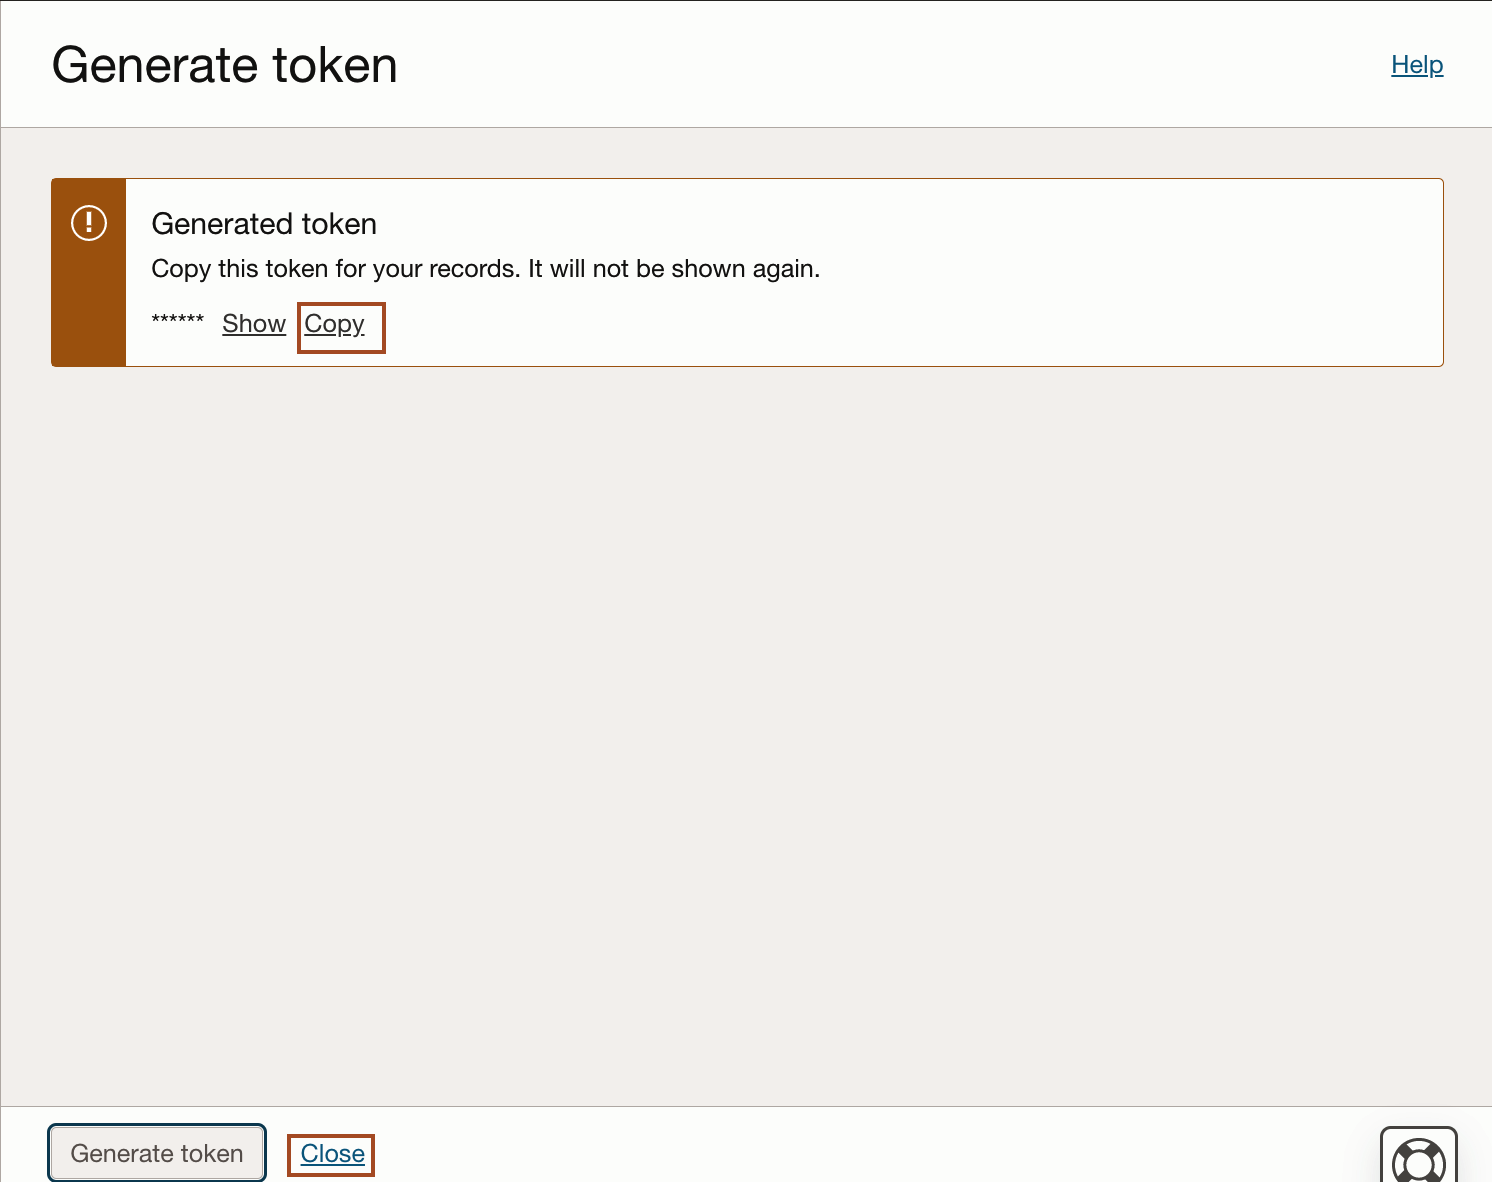 Generate token
Help
Generated token
Copy this token for your records. It will not be shown again.
****** Show Copy
Generate token Close